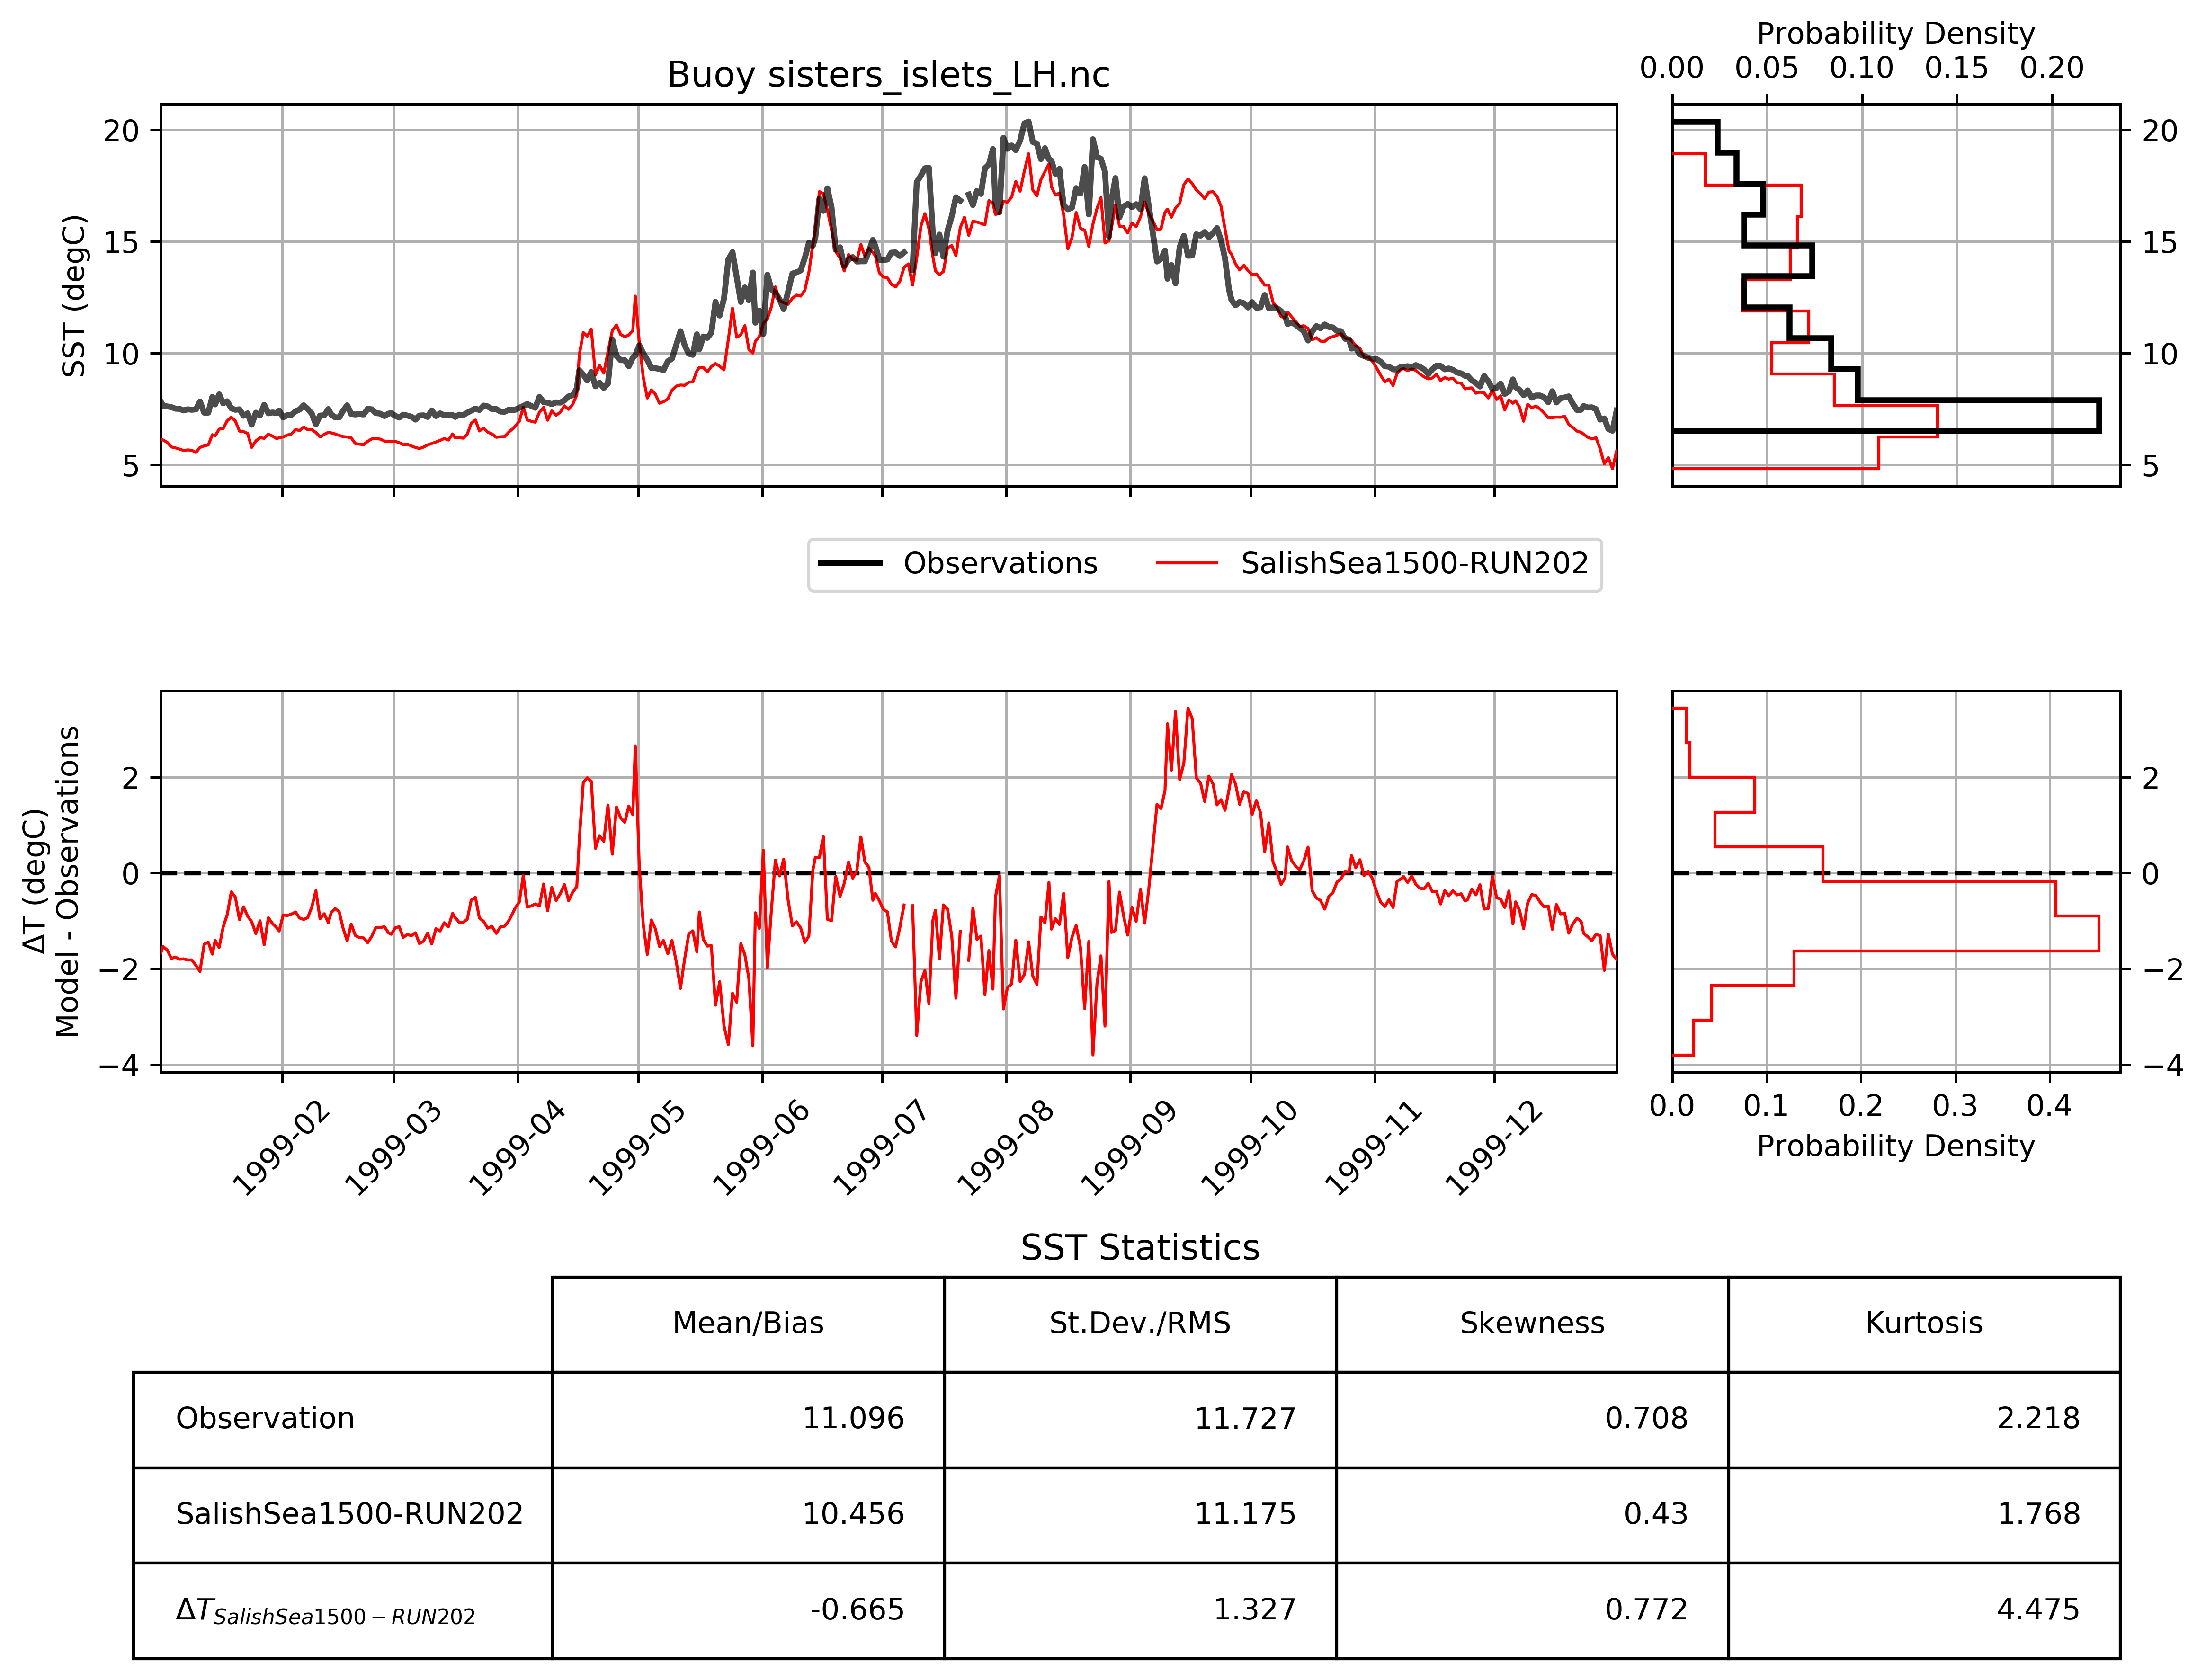 Probability Density
0.00 0.05 0.10 0.15 0.20
Buoy sisters_islets_LH.nc
SST (degC)
20
15
10
5
20
15
10
5
Observations SalishSea1500-RUN202
ΔT (degC)
Model - Observations
2
0
−2
−4
2
0
−2
−4
1999-02 1999-03 1999-04 1999-05 1999-06 1999-07 1999-08 1999-09 1999-10 1999-11 1999-12
0.0 0.1 0.2 0.3 0.4
Probability Density
SST Statistics
Mean/Bias St.Dev./RMS Skewness Kurtosis
Observation 11.096 11.727 0.708 2.218
SalishSea1500-RUN202 10.456 11.175 0.43 1.768
ΔT SalishSea1500−RUN202 -0.665 1.327 0.772 4.475